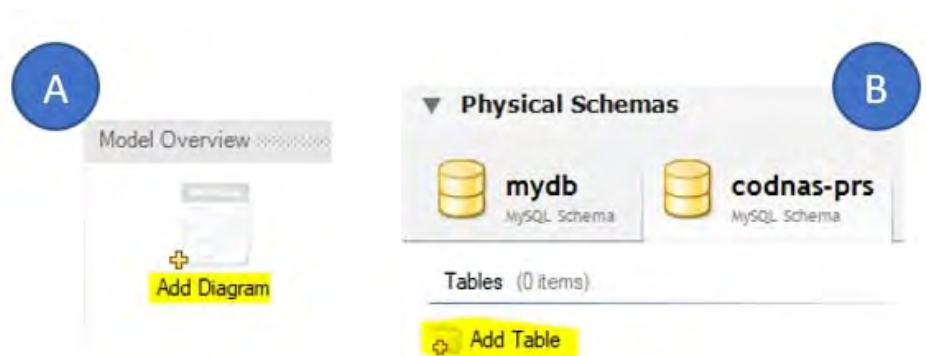 A
Model Overview
Add Diagram
B
Physical Schemas
mydb
MySQL Schema
codnas-prs
MySQL Schema
Tables (0 items)
Add Table